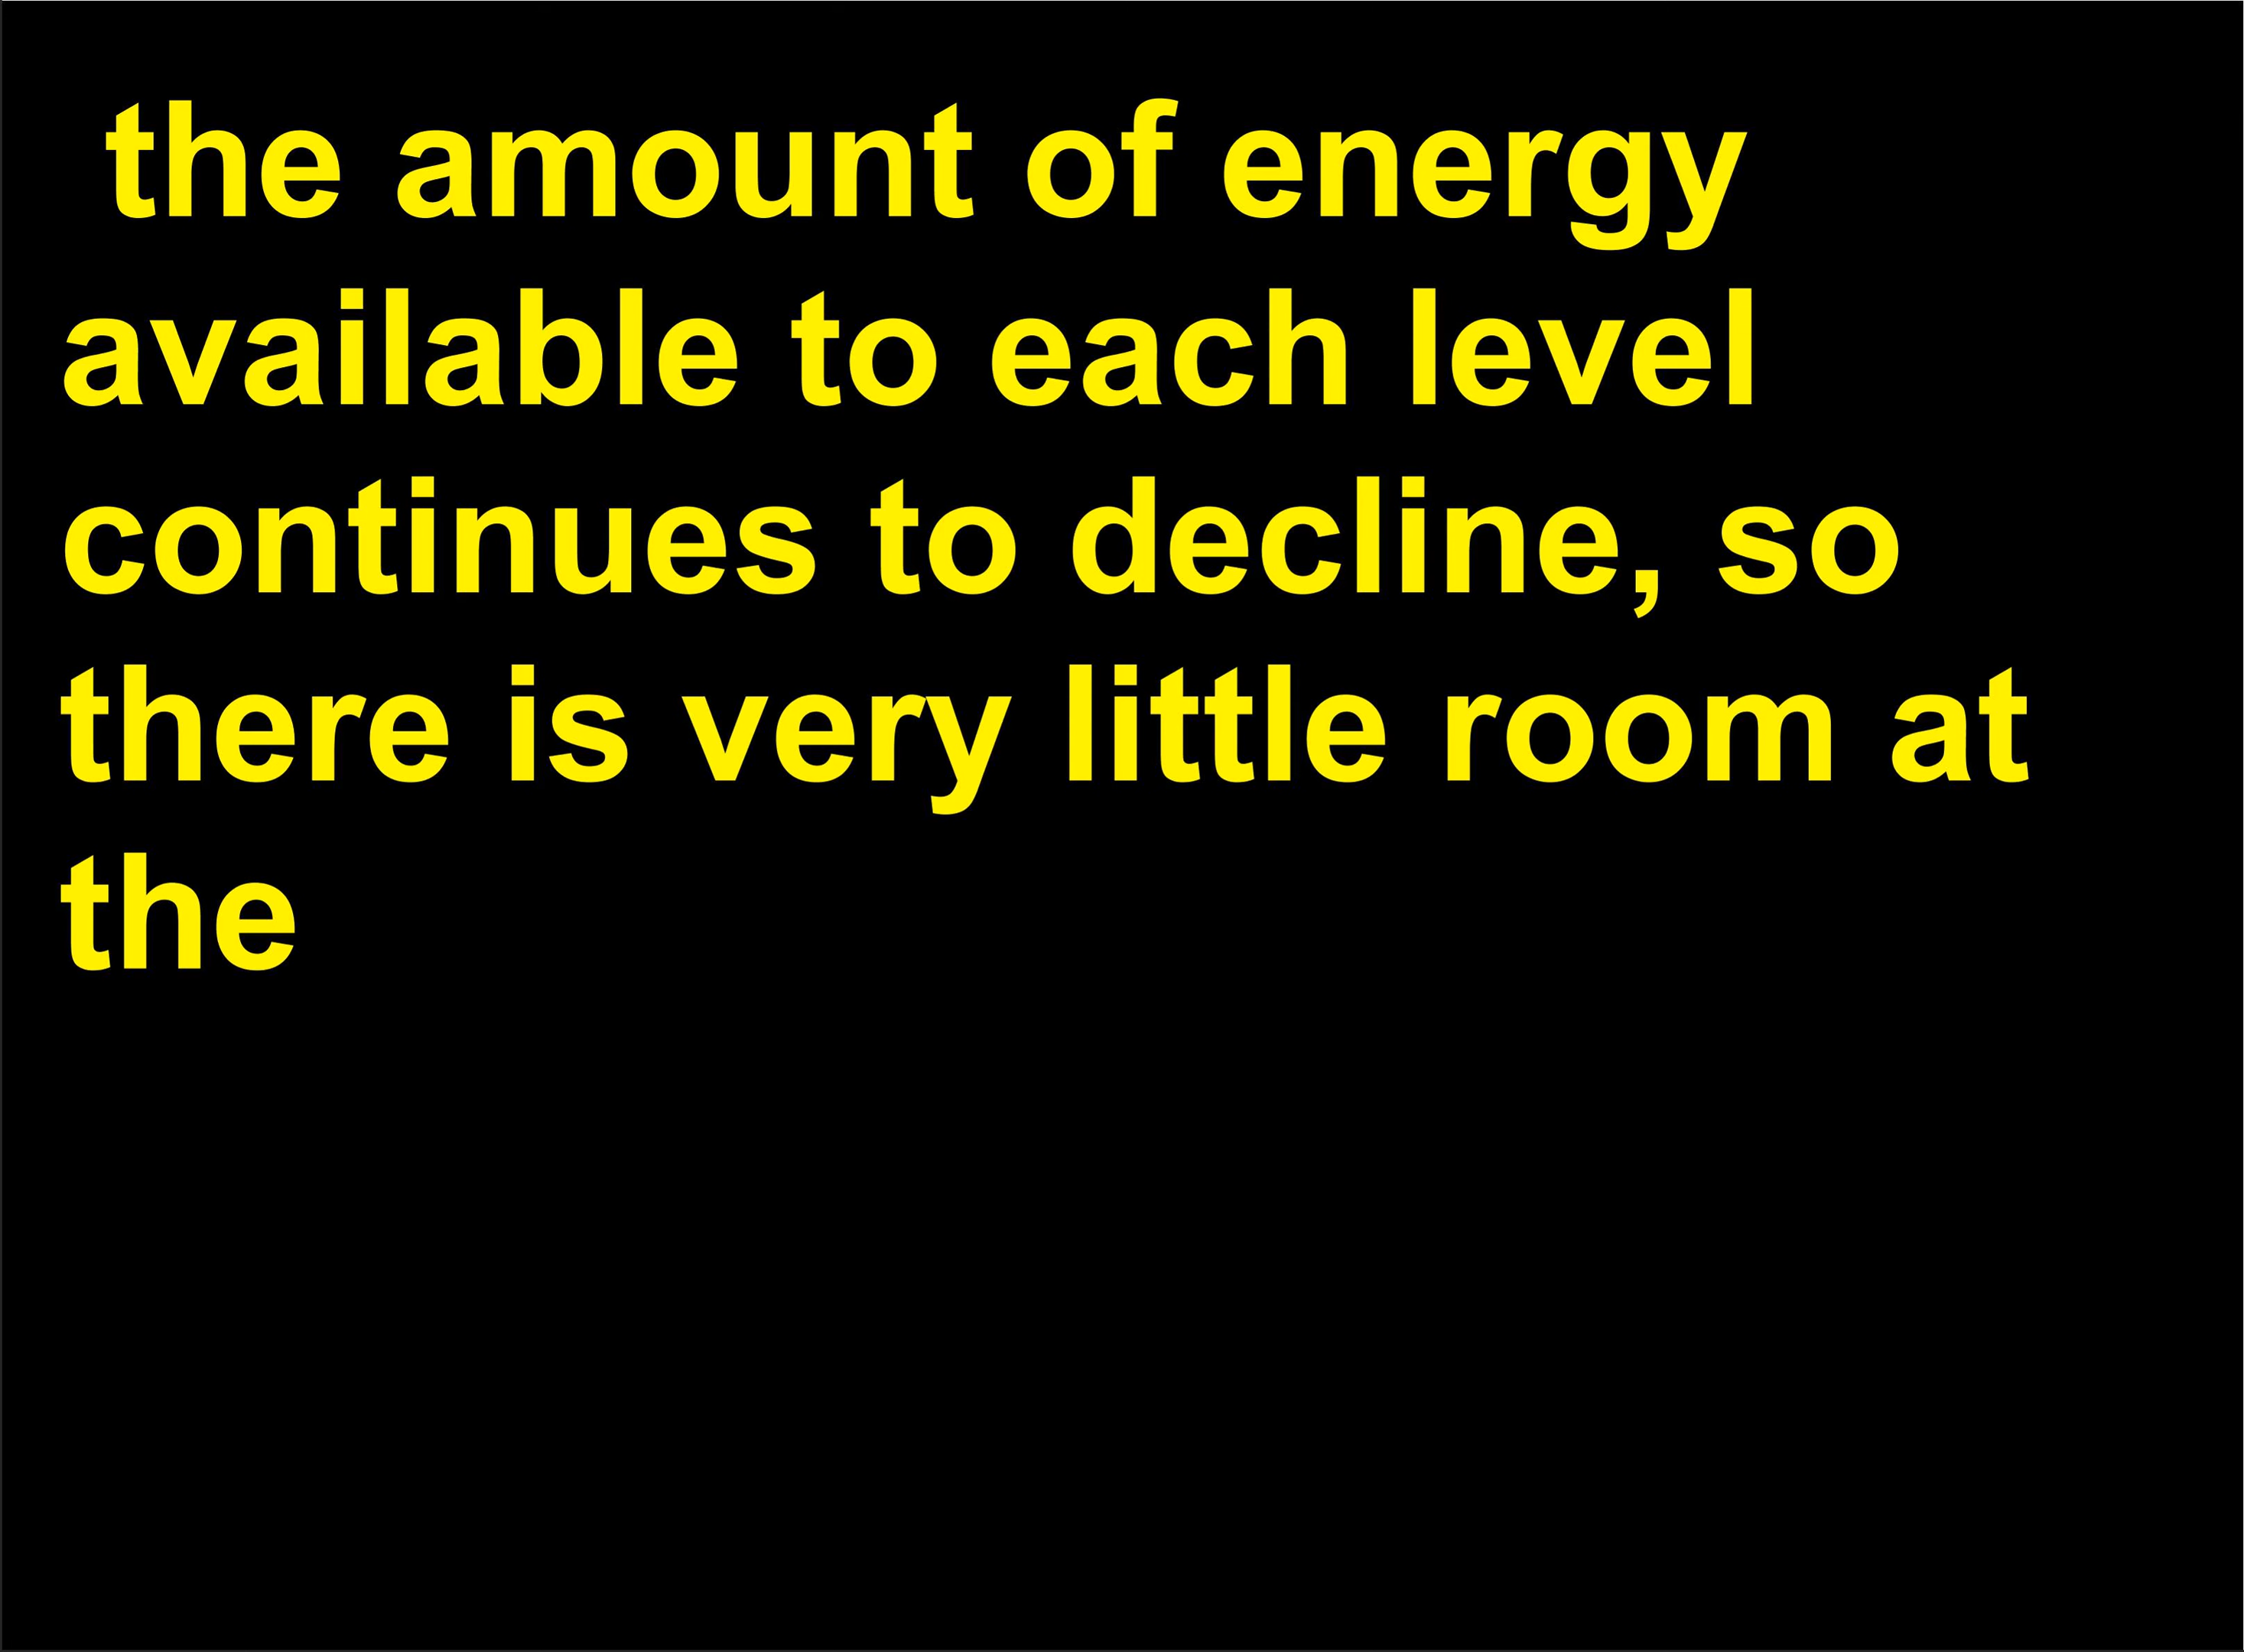 the amount of energy
available to each level
continues to decline, so
there is very little room at
the